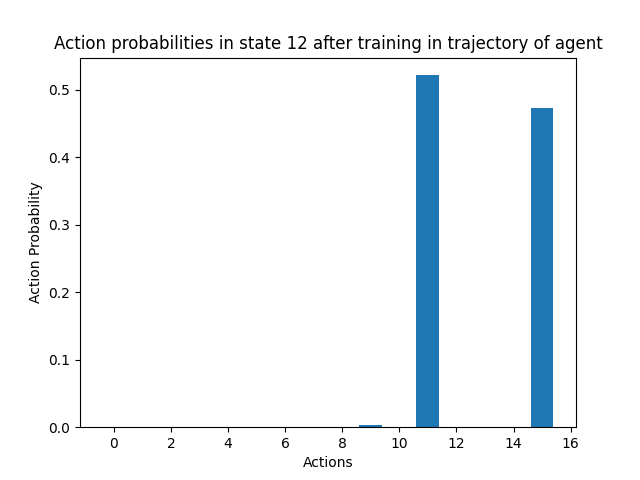 Action probabilities in state 12 after training in trajectory of agent
0.5
0.4
0.3
0.2
0.1
0.0
Action Probability
0 2 4 6 8 10 12 14 16
Actions